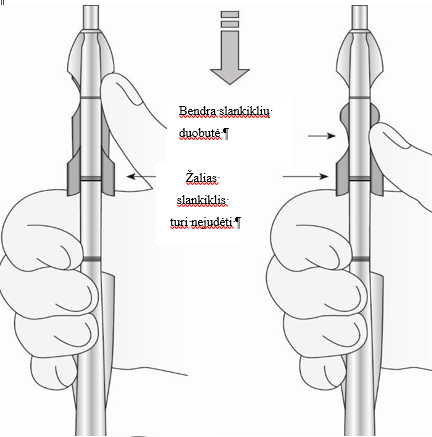 Bendra slankiklių
duobutė ¶
Žalias
slankiklis
turi nejudėti ¶